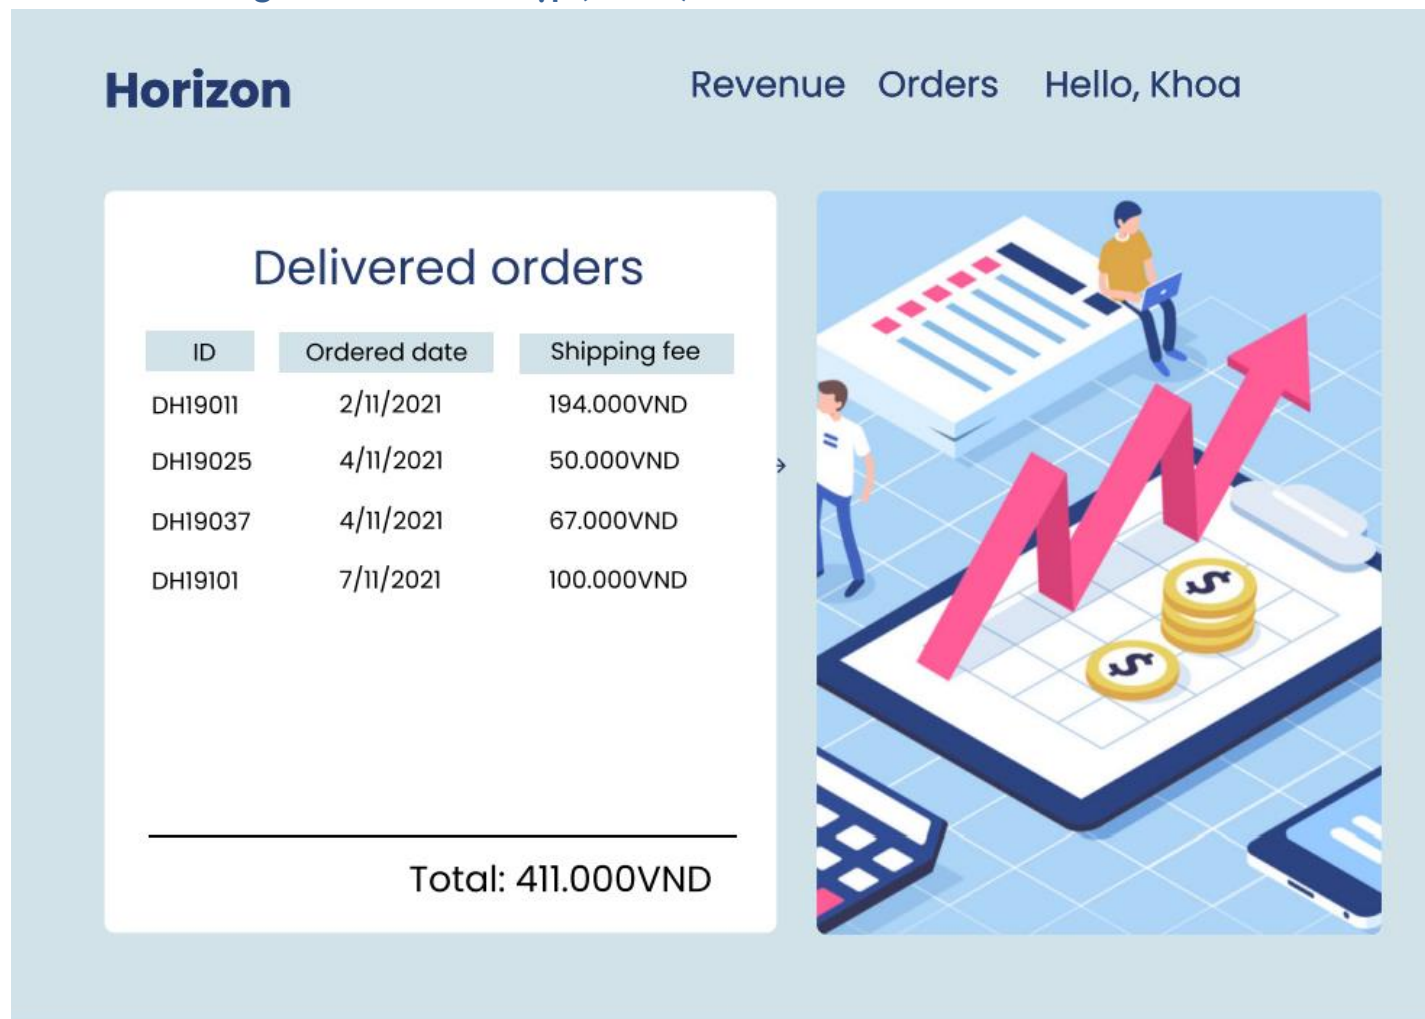 Horizon
Revenue Orders Hello, Khoa
Delivered orders
ID Ordered date Shipping fee
DH19011 2/11/2021 194.000VND
DH19025 4/11/2021 50.000VND
DH19037 4/11/2021 67.000VND
DH19101 7/11/2021 100.000VND
Total: 411.000VND
$
$